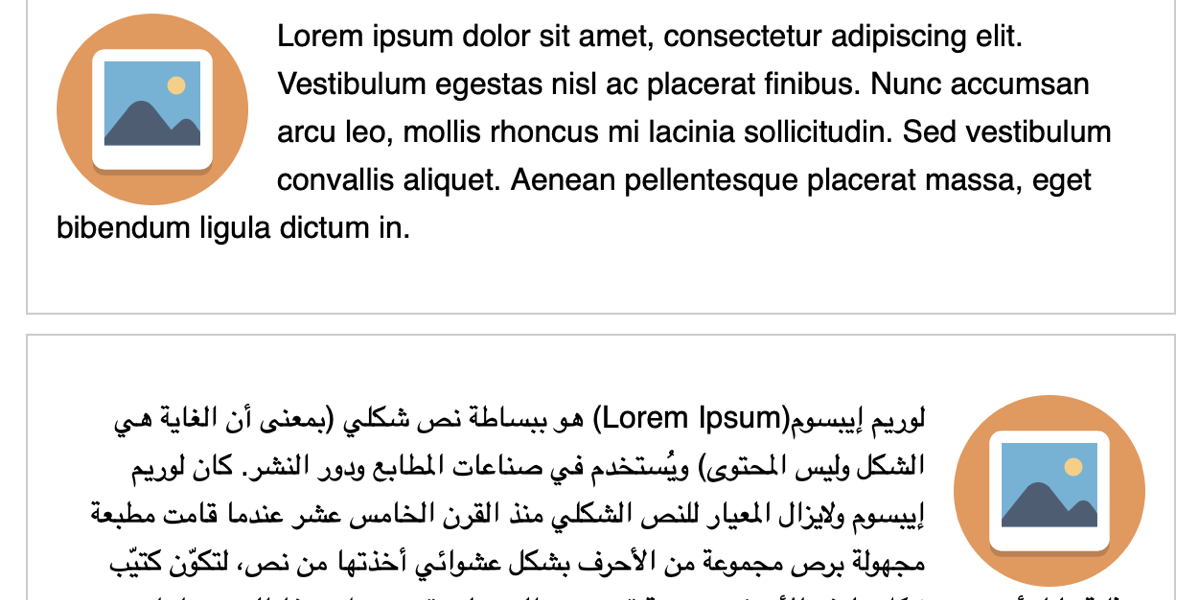 Lorem ipsum dolor sit amet, consectetur adipiscing elit.
Vestibulum egestas nisl ac placerat finibus. Nunc accumsan
arcu leo, mollis rhoncus mi lacinia sollicitudin. Sed vestibulum
convallis aliquet. Aenean pellentesque placerat massa, eget
bibendum ligula dictum in.
لوريم إيبسوم(Lorem Ipsum) هو ببساطة نص شكلي (بمعنى أن الغاية هي
الشكل وليس المحتوى) ويُستخدم في صناعات المطابع ودور النشر. كان لوريم
إيبسوم ولايزال المعيار للنص الشكلي منذ القرن الخامس عشر عندما قامت مطبعة
مجهولة برص مجموعة من الأحرف بشكل عشوائي أخذتها من نص، لتكوّن كتيّب